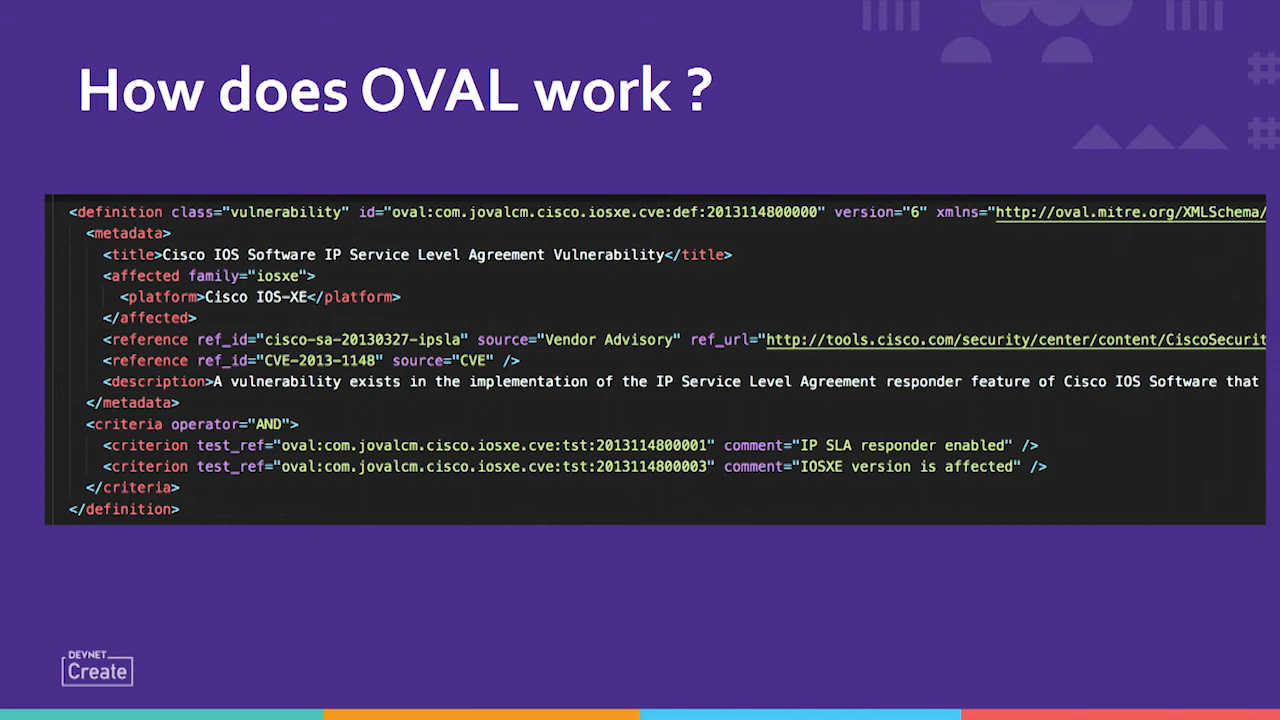 How does OVAL work ?
<definition class="vulnerability" id="oval:com.jovalcm.cisco.iosxe.cve:def:2013114800000" version="6" xmlns="http://oval.mitre.org/XMLSchema/
<metadata>
<title>Cisco IOS Software IP Service Level Agreement Vulnerability</title>
<affected family="iosxe">
<platform>Cisco IOS-XE</platform>
</affected>
<reference ref_id="cisco-sa-20130327-ipsla" source="Vendor Advisory" ref_url="http://tools.cisco.com/security/center/content/CiscoSecurit
<reference ref_id="CVE-2013-1148" source="CVE" />
<description>A vulnerability exists in the implementation of the IP Service Level Agreement responder feature of Cisco IOS Software that
</metadata>
<criteria operator="AND">
<criterion test_ref="oval:com.jovalcm.cisco.iosxe.cve:tst:2013114800001" comment="IP SLA responder enabled" />
<criterion test_ref="oval:com.jovalcm.cisco.iosxe.cve:tst:2013114800003" comment="IOSXE version is affected" />
</criteria>
</definition>
DEVNET
Create